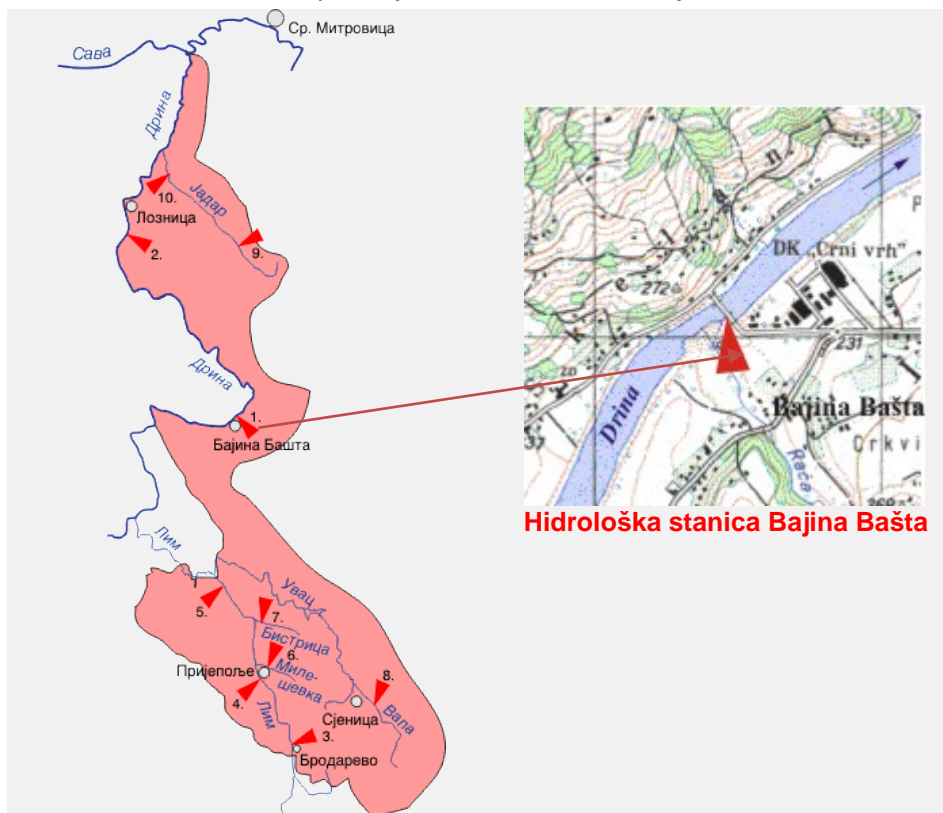 Ср. Митровица
Сава
Дрина
Јадар
10.
Лозница
2.
9.
Дрина
1.
Бајина Башта
Лим
Увац
5.
7.
Бистрица
6.
Миле-
шевка
Пријепоље
4.
8.
Вапа
Сјеница
Лим
3.
Бродарево
DK „Crni vrh"
272
231
Drina
Bajina Bašta
Crkvi
Rača
Hidrološka stanica Bajina Bašta